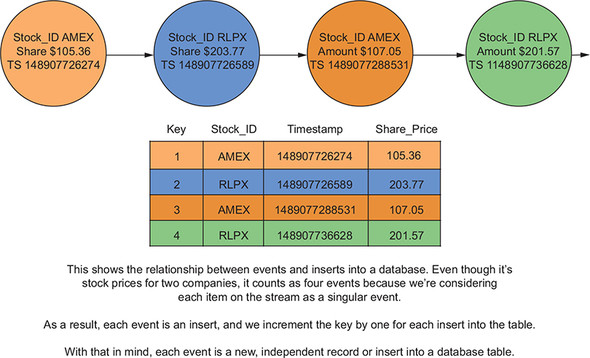 Stock_ID AMEX
Share $105.36
TS 148907726274
Stock_ID RLPX
Share $203.77
TS 148907726589
Stock_ID AMEX
Amount $107.05
TS 1489077288531
Stock_ID RLPX
Amount $201.57
TS 1148907736628
Key Stock_ID Timestamp Share_Price
1 AMEX 148907726274 105.36
2 RLPX 148907726589 203.77
3 AMEX 1489077288531 107.05
4 RLPX 148907736628 201.57
This shows the relationship between events and inserts into a database. Even though it's
stock prices for two companies, it counts as four events because we're considering
each item on the stream as a singular event.
As a result, each event is an insert, and we increment the key by one for each insert into the table.
With that in mind, each event is a new, independent record or insert into a database table.